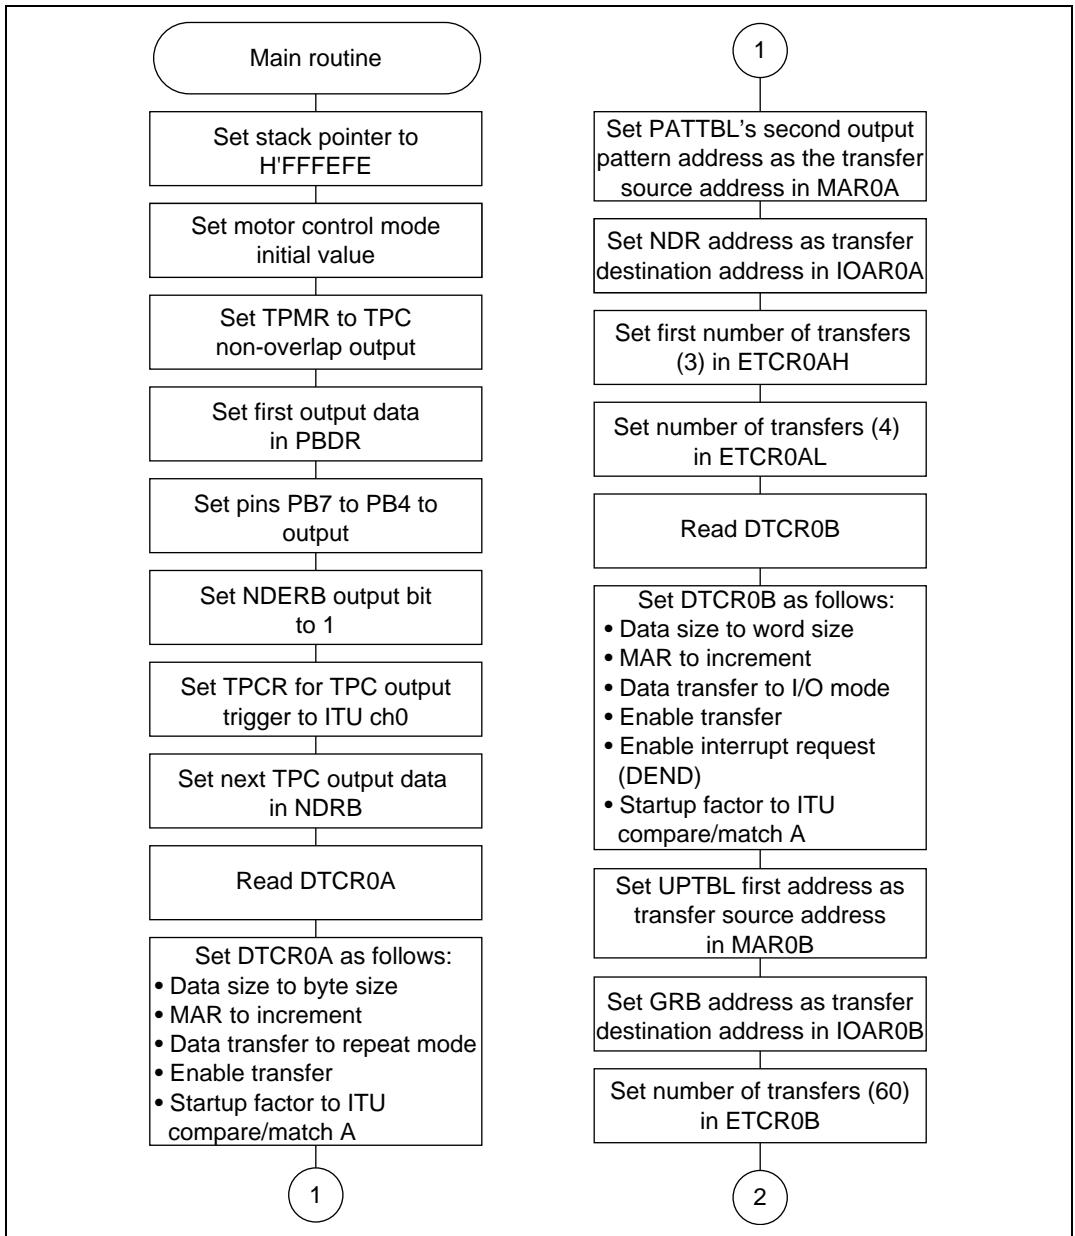 Main routine
Set stack pointer to
H'FFFEFE
Set motor control mode
initial value
Set TPMR to TPC
non-overlap output
Set first output data
in PBDR
Set pins PB7 to PB4 to
output
Set NDERB output bit
to 1
Set TPCR for TPC output
trigger to ITU ch0
Set next TPC output data
in NDRB
Read DTCR0A
Set DTCR0A as follows:
• Data size to byte size
• MAR to increment
• Data transfer to repeat mode
• Enable transfer
• Startup factor to ITU
compare/match A
1
1
Set PATTBL's second output
pattern address as the transfer
source address in MAR0A
Set NDR address as transfer
destination address in IOAR0A
Set first number of transfers
(3) in ETCR0AH
Set number of transfers (4)
in ETCR0AL
Read DTCR0B
Set DTCR0B as follows:
• Data size to word size
• MAR to increment
• Data transfer to I/O mode
• Enable transfer
• Enable interrupt request
(DEND)
• Startup factor to ITU
compare/match A
Set UPTBL first address as
transfer source address
in MAR0B
Set GRB address as transfer
destination address in IOAR0B
Set number of transfers (60)
in ETCR0B
2